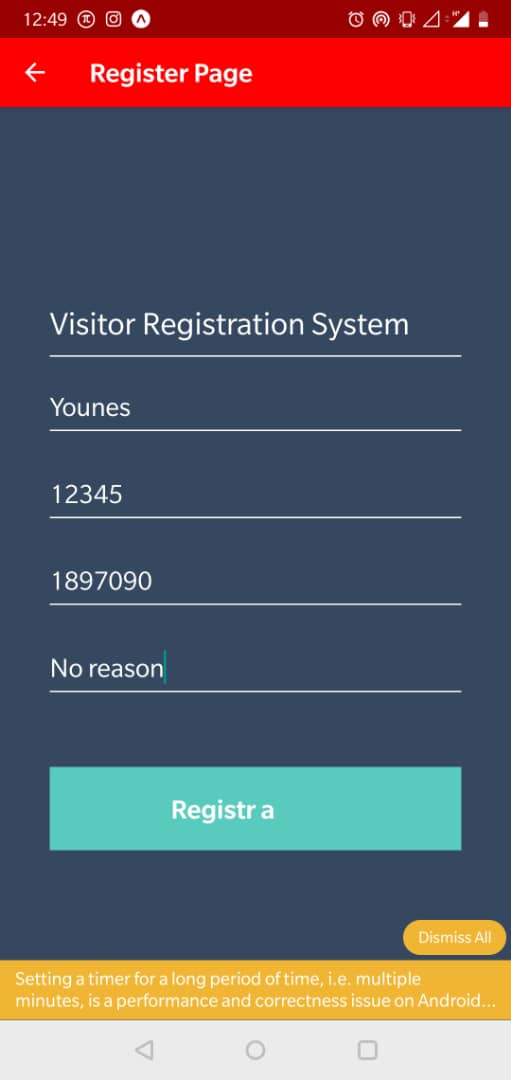 12:49
Register Page
Visitor Registration System
Younes
12345
1897090
No reason
Registr a
Dismiss All
Setting a timer for a long period of time, i.e. multiple
minutes, is a performance and correctness issue on Android...